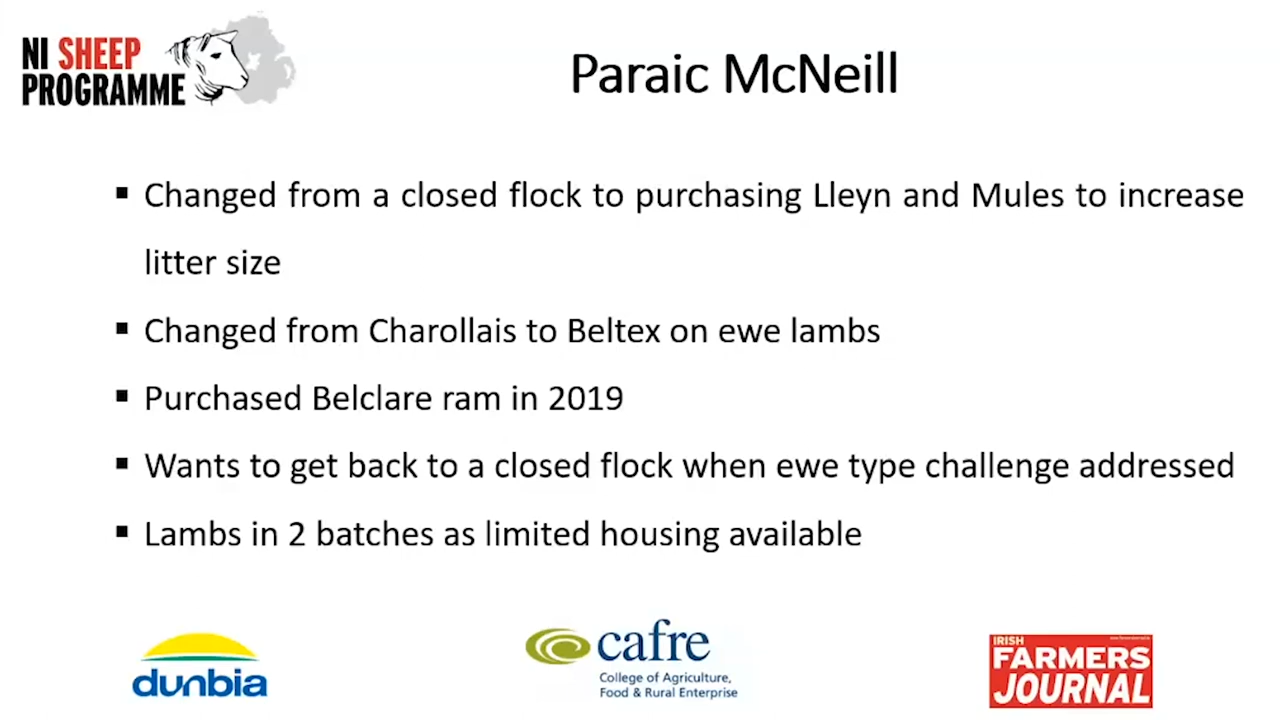 NI SHEEP
PROGRAMME
Paraic McNeill
▪ Changed from a closed flock to purchasing Lleyn and Mules to increase
litter size
▪ Changed from Charollais to Beltex on ewe lambs
▪ Purchased Belclare ram in 2019
▪ Wants to get back to a closed flock when ewe type challenge addressed
▪ Lambs in 2 batches as limited housing available
dunbia
cafre
College of Agriculture,
Food & Rural Enterprise
IRISH
FARMERS
JOURNAL